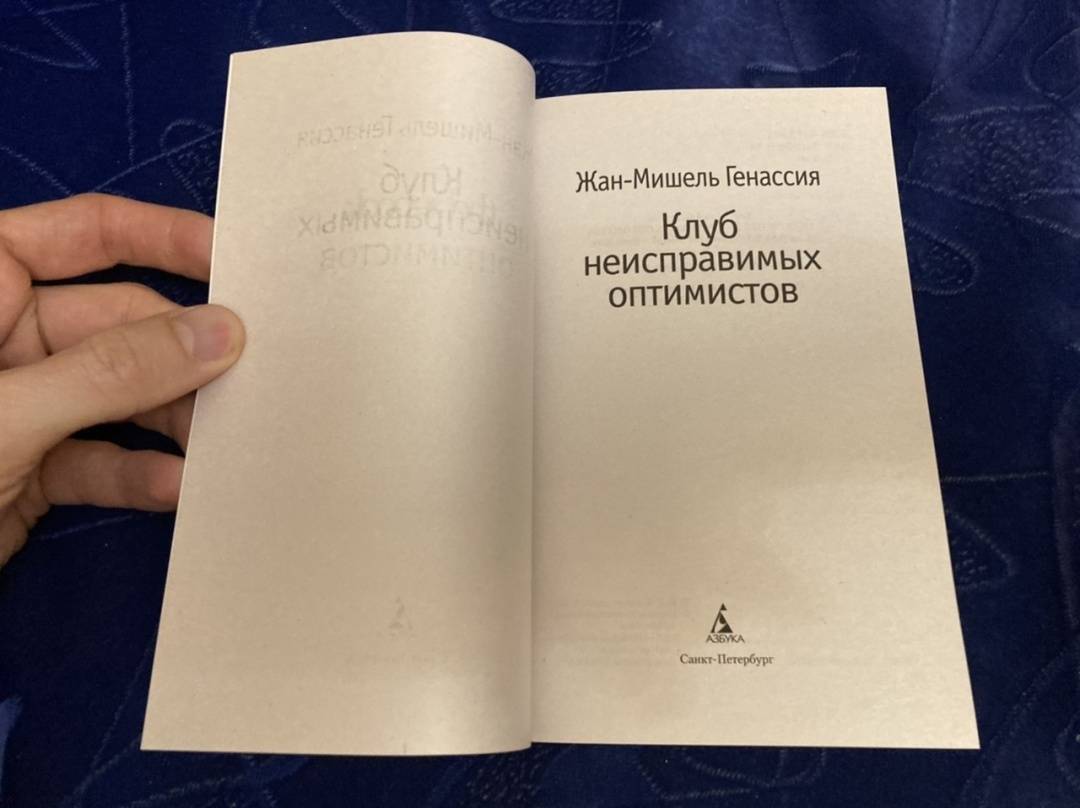 Жан-Мишель Генассия
Клуб
неисправимых
оптимистов
АЗБУКА
Санкт-Петербург